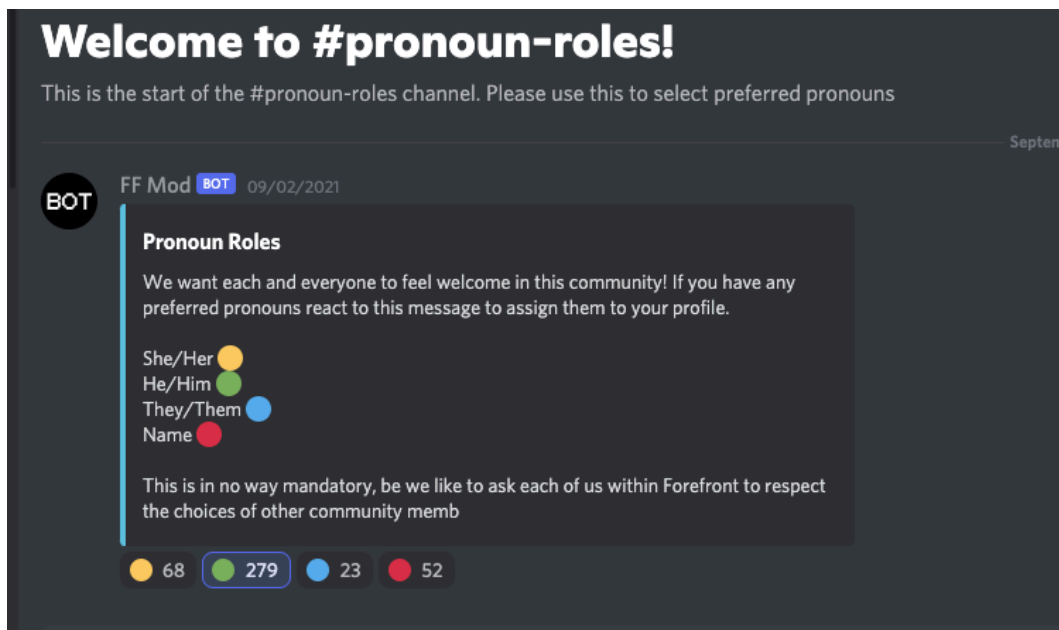 Welcome to #pronoun-roles!
This is the start of the #pronoun-roles channel. Please use this to select preferred pronouns
Septem
BOT
FF Mod BOT 09/02/2021
Pronoun Roles
We want each and everyone to feel welcome in this community! If you have any
preferred pronouns react to this message to assign them to your profile.
She/Her
He/Him
They/Them
Name
This is in no way mandatory, be we like to ask each of us within Forefront to respect
the choices of other community memb
68 279 23 52